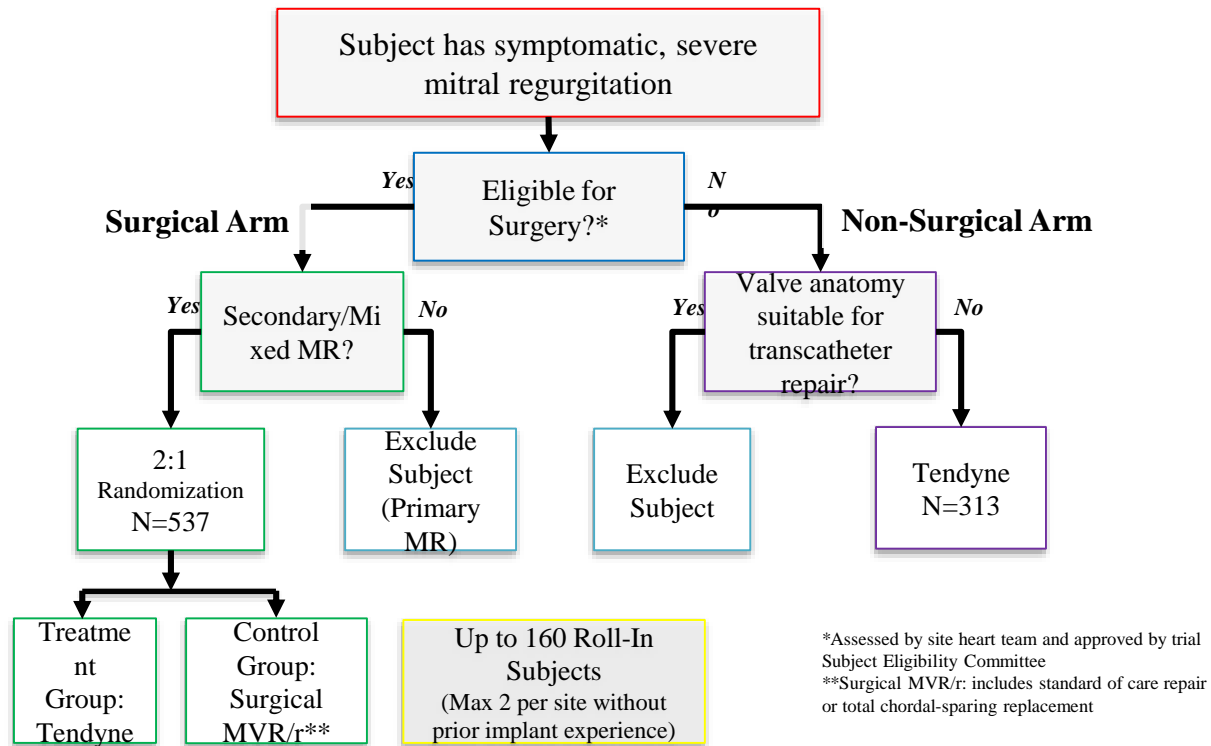 Subject has symptomatic, severe
mitral regurgitation
Yes
Eligible for
Surgery?*
N
o
Surgical Arm
Non-Surgical Arm
Yes
Secondary/Mi
xed MR?
No
Yes
Valve anatomy
suitable for
transcatheter
repair?
No
2:1
Randomization
N=537
Exclude
Subject
(Primary
MR)
Exclude
Subject
Tendyne
N=313
Treatme
nt
Group:
Tendyne
Control
Group:
Surgical
MVR/r**
Up to 160 Roll-In
Subjects
(Max 2 per site without
prior implant experience)
*Assessed by site heart team and approved by trial
Subject Eligibility Committee
**Surgical MVR/r: includes standard of care repair
or total chordal-sparing replacement